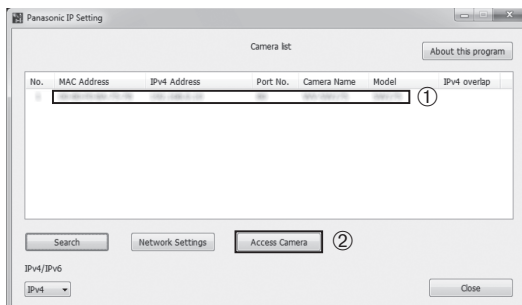 Panasonic IP Setting
Camera list
About this program
No. MAC Address IPv4 Address Port No. Camera Name Model IPv4 overlap
①
Search Network Settings Access Camera ②
IPv4/IPv6
IPv4 Close